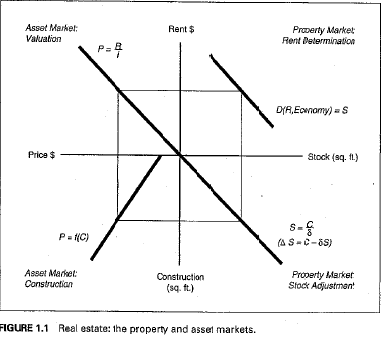 Asset Market:
Valuation
Rent $
Property Market:
Rent Determination
P = R/i
D(R,Economy) = S
Price $
Stock (sq. ft.)
P = f(C)
S = C/δ
(Δ S = C – δS)
Asset Market:
Construction
Construction
(sq. ft.)
Property Market:
Stock Adjustment
FIGURE 1.1 Real estate: the property and asset markets.